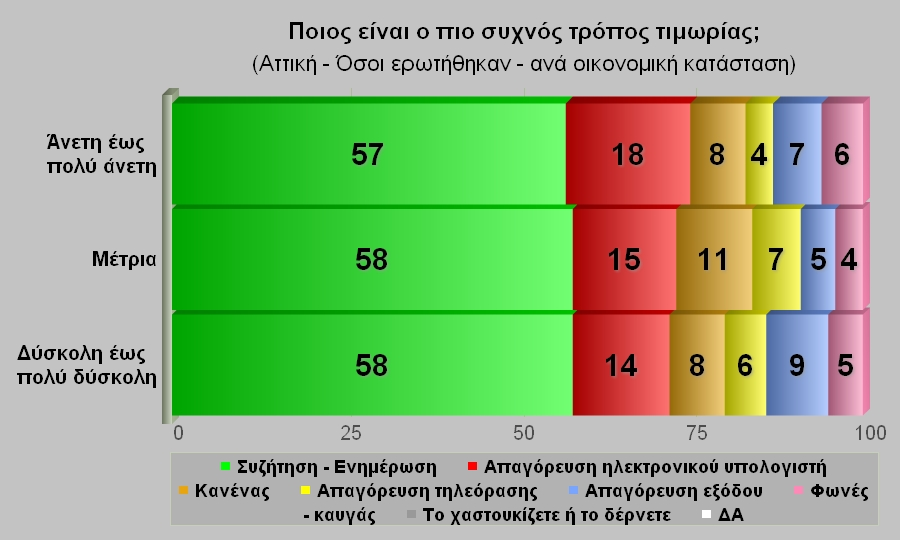 Ποιος είναι ο πιο συχνός τρόπος τιμωρίας;
(Αττική - Όσοι ερωτήθηκαν - ανά οικονομική κατάσταση)
Άνετη έως
πολύ άνετη
57 18 8 4 7 6
Μέτρια
58 15 11 7 5 4
Δύσκολη έως
πολύ δύσκολη
58 14 8 6 9 5
0 25 50 75 100
Συζήτηση - Ενημέρωση Απαγόρευση ηλεκτρονικού υπολογιστή
Κανένας Απαγόρευση τηλεόρασης Απαγόρευση εξόδου Φωνές
- καυγάς Το χαστουκίζετε ή το δέρνετε ΔΑ